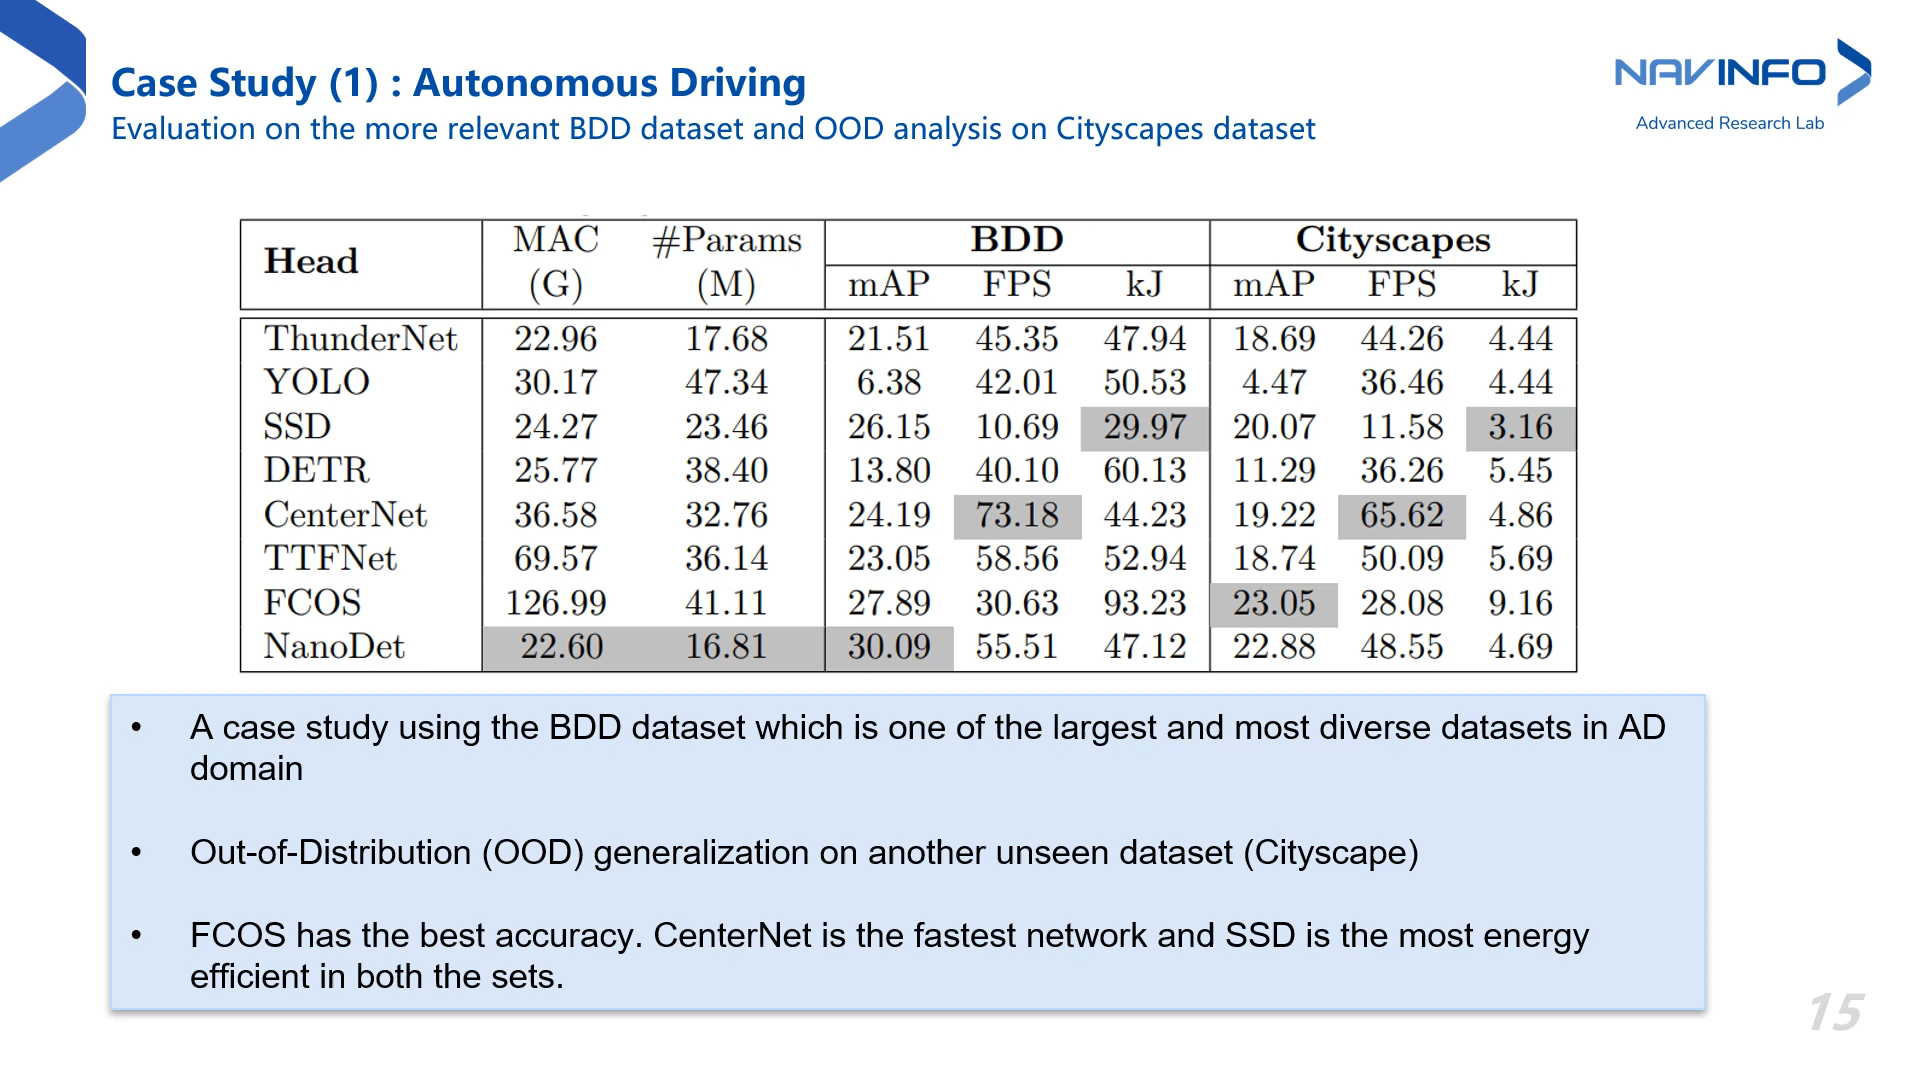 Case Study (1) : Autonomous Driving
Evaluation on the more relevant BDD dataset and OOD analysis on Cityscapes dataset
NAVINFO
Advanced Research Lab
Head MAC (G) #Params (M) BDD Cityscapes
mAP FPS kJ mAP FPS kJ
ThunderNet 22.96 17.68 21.51 45.35 47.94 18.69 44.26 4.44
YOLO 30.17 47.34 6.38 42.01 50.53 4.47 36.46 4.44
SSD 24.27 23.46 26.15 10.69 29.97 20.07 11.58 3.16
DETR 25.77 38.40 13.80 40.10 60.13 11.29 36.26 5.45
CenterNet 36.58 32.76 24.19 73.18 44.23 19.22 65.62 4.86
TTFNet 69.57 36.14 23.05 58.56 52.94 18.74 50.09 5.69
FCOS 126.99 41.11 27.89 30.63 93.23 23.05 28.08 9.16
NanoDet 22.60 16.81 30.09 55.51 47.12 22.88 48.55 4.69
• A case study using the BDD dataset which is one of the largest and most diverse datasets in AD
domain
• Out-of-Distribution (OOD) generalization on another unseen dataset (Cityscape)
• FCOS has the best accuracy. CenterNet is the fastest network and SSD is the most energy
efficient in both the sets.
15